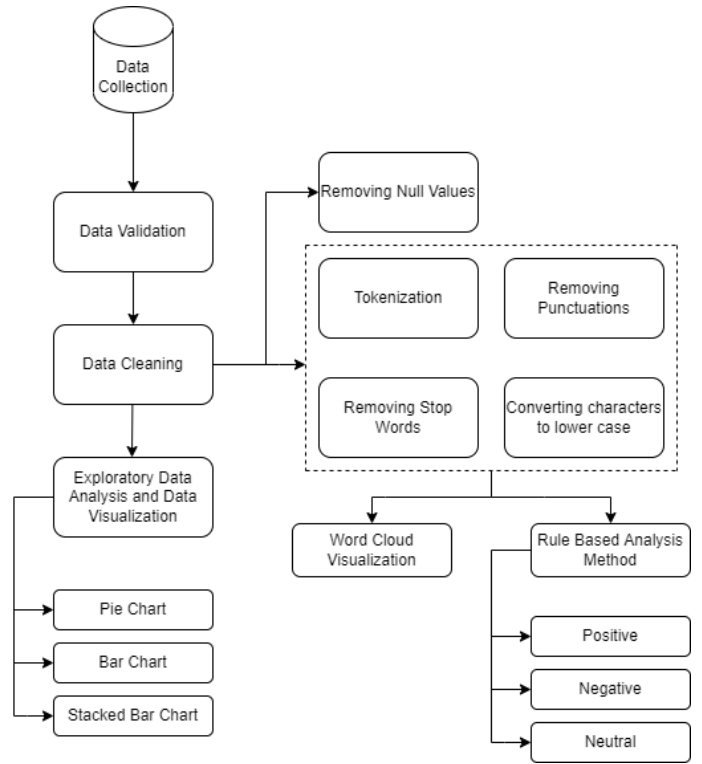 Data
Collection
Data Validation
Data Cleaning
Exploratory Data
Analysis and Data
Visualization
Pie Chart
Bar Chart
Stacked Bar Chart
Removing Null Values
Tokenization
Removing
Punctuations
Removing Stop
Words
Converting characters
to lower case
Word Cloud
Visualization
Rule Based Analysis
Method
Positive
Negative
Neutral